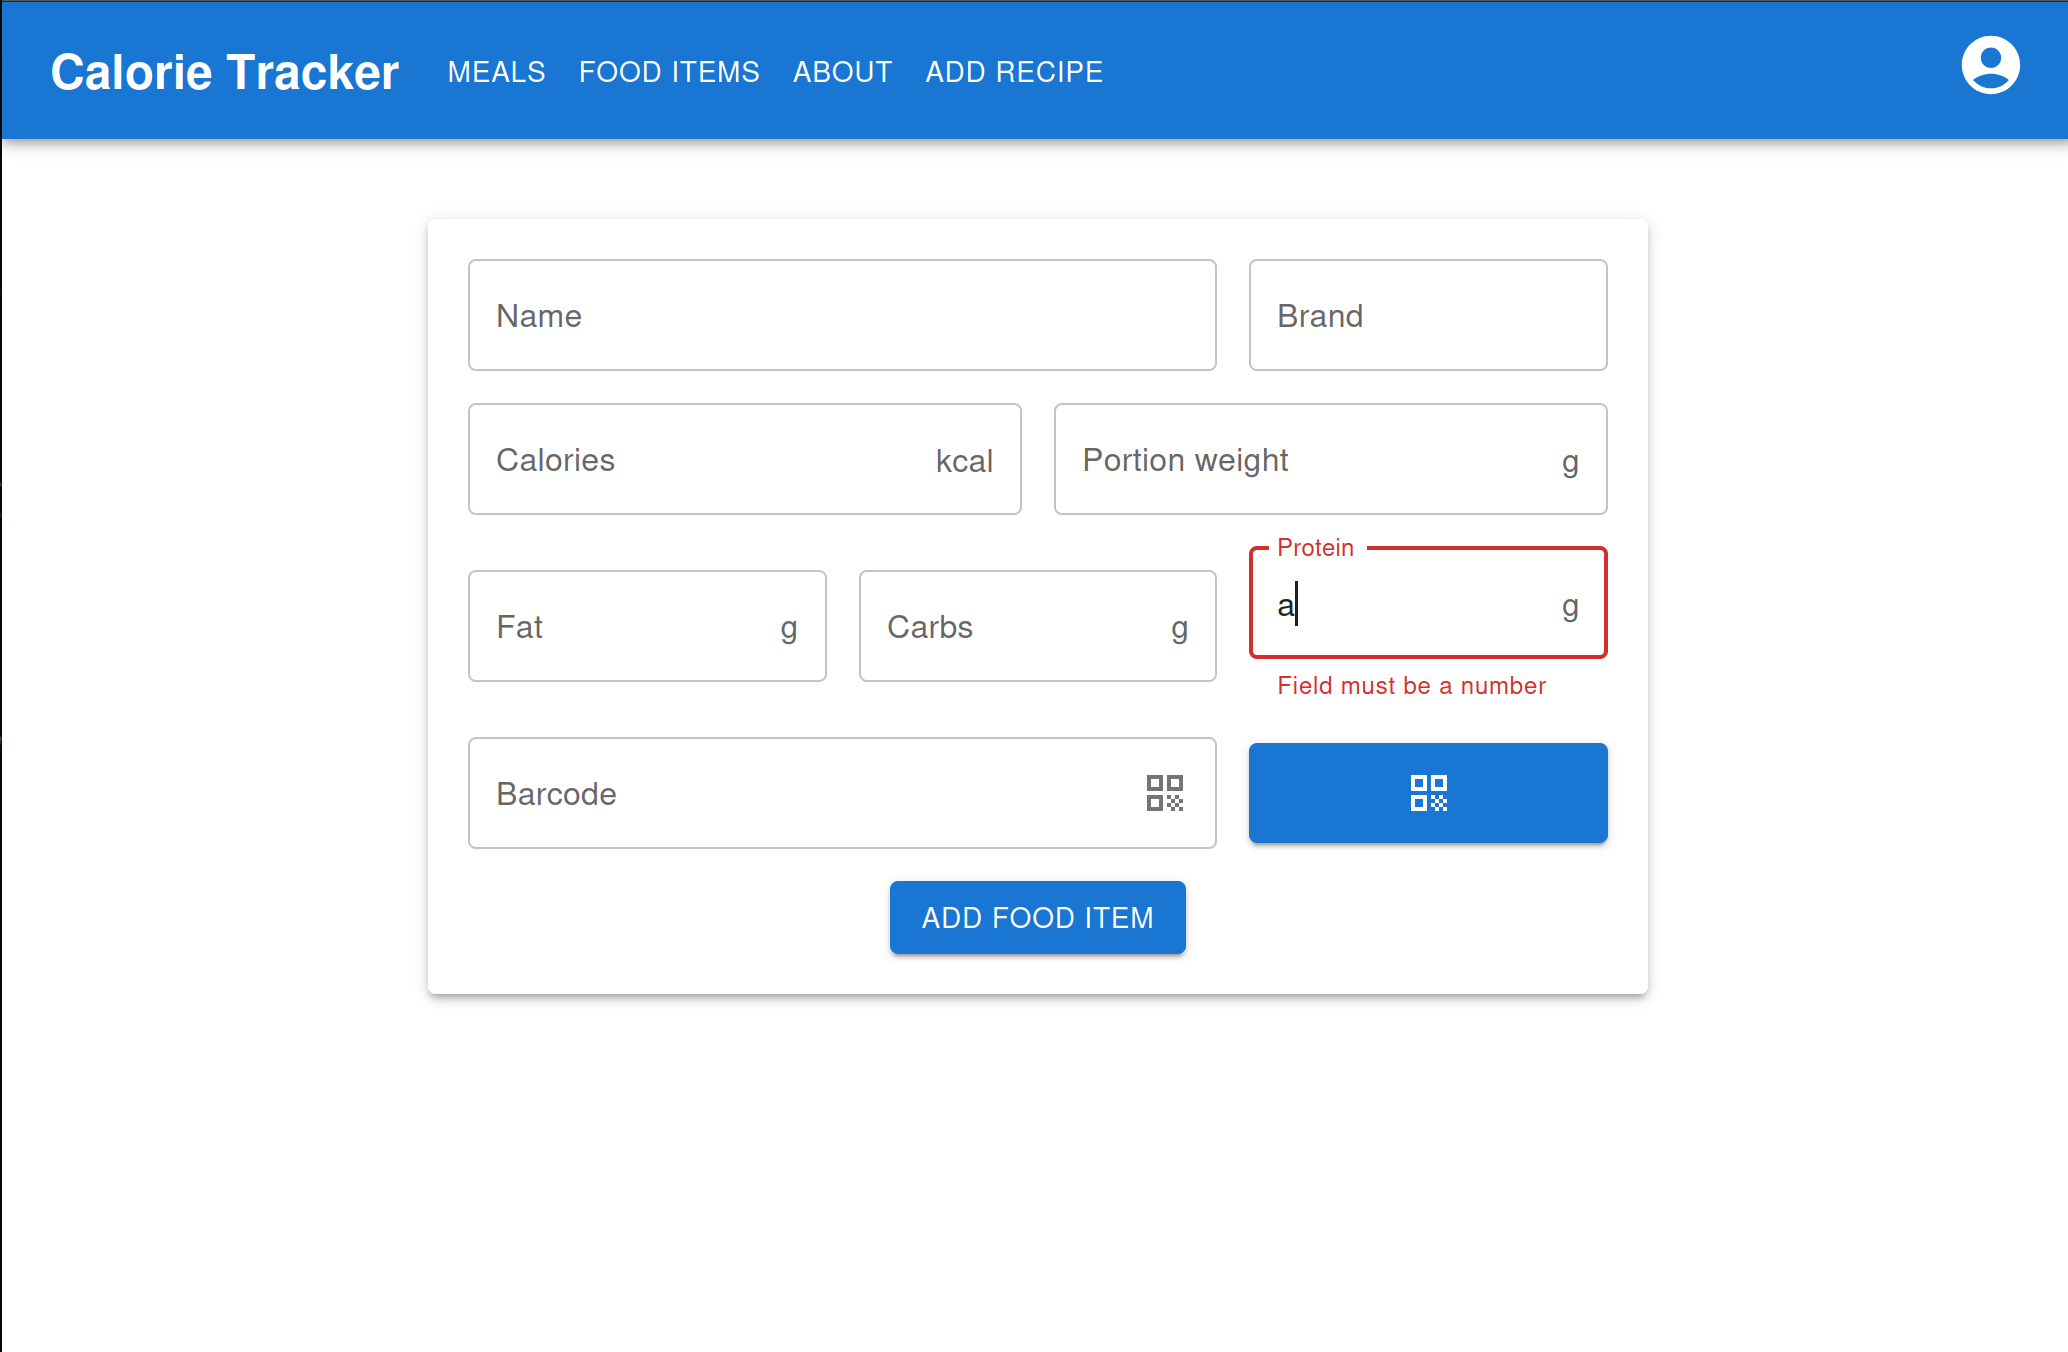 Calorie Tracker MEALS FOOD ITEMS ABOUT ADD RECIPE
Name Brand
Calories kcal Portion weight g
Protein
Fat g Carbs g a g
Field must be a number
Barcode
ADD FOOD ITEM